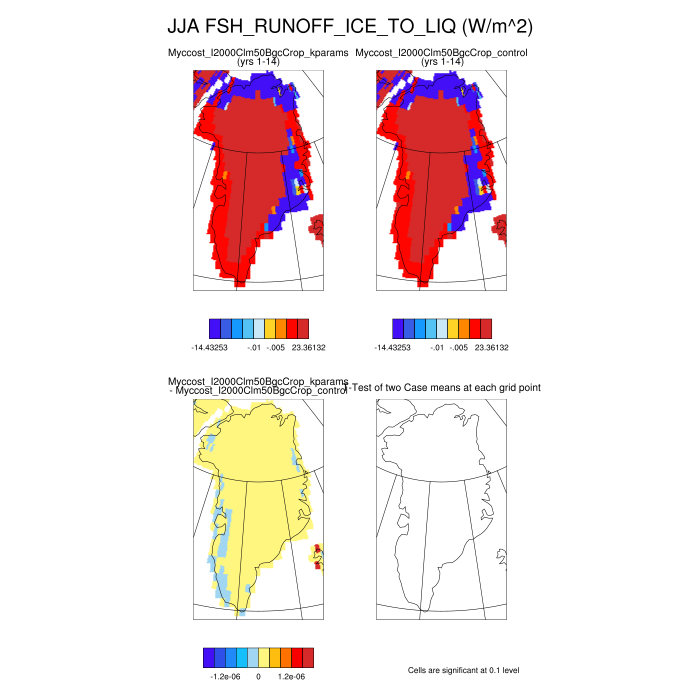 JJA FSH_RUNOFF_ICE_TO_LIQ (W/m^2)
Myccost_I2000Clm50BgcCrop_kparams
(yrs 1-14)
Myccost_I2000Clm50BgcCrop_control
(yrs 1-14)
-14.43253 -.01 -.005 23.36132
-14.43253 -.01 -.005 23.36132
Myccost_I2000Clm50BgcCrop_kparams
- Myccost_I2000Clm50BgcCrop_control
T-Test of two Case means at each grid point
-1.2e-06 0 1.2e-06
Cells are significant at 0.1 level